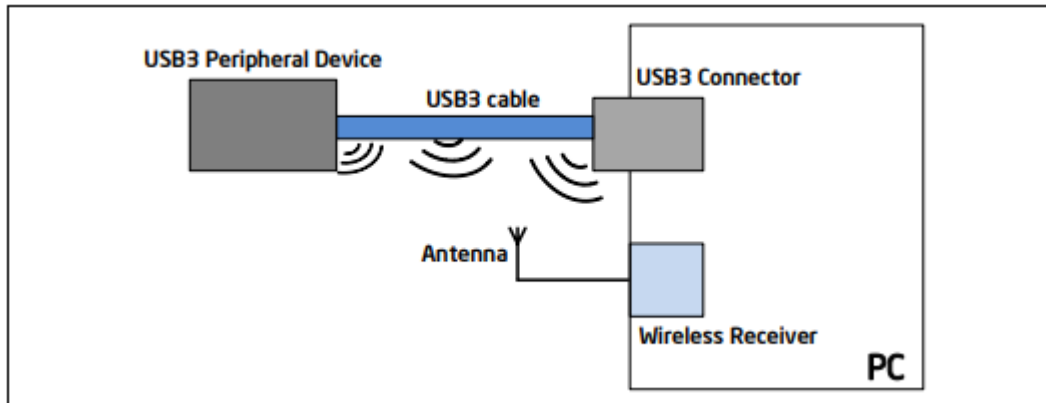 USB3 Peripheral Device
USB3 Connector
USB3 cable
Antenna
Wireless Receiver
PC